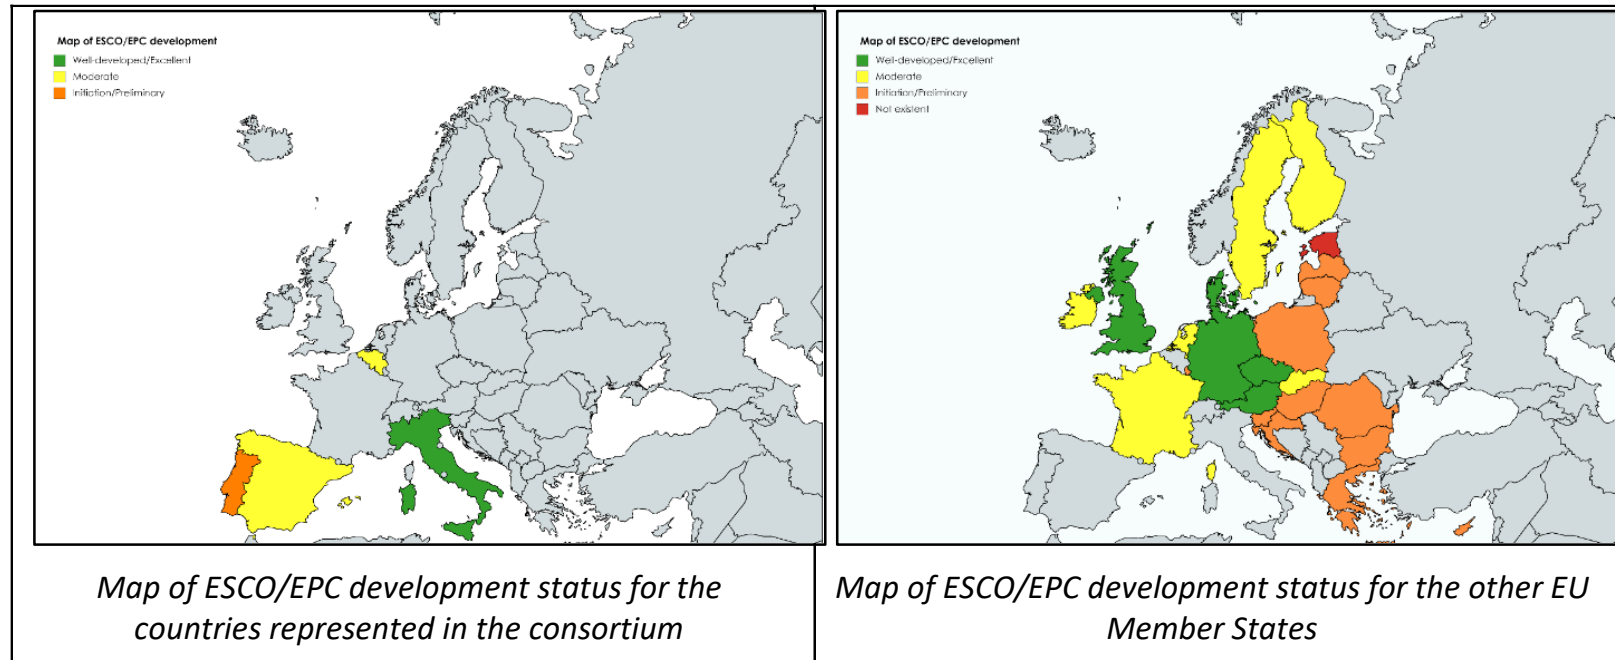 Map of ESCO/EPC development
Well-developed/Excellent
Moderate
Initiation/Preliminary
Map of ESCO/EPC development status for the
countries represented in the consortium
Map of ESCO/EPC development
Well-developed/Excellent
Moderate
Initiation/Preliminary
Not existent
Map of ESCO/EPC development status for the other EU
Member States